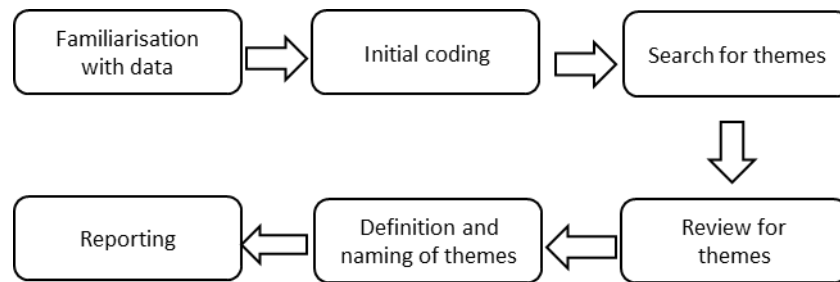 Familiarisation
with data
Initial coding
Search for themes
Review for
themes
Definition and
naming of themes
Reporting